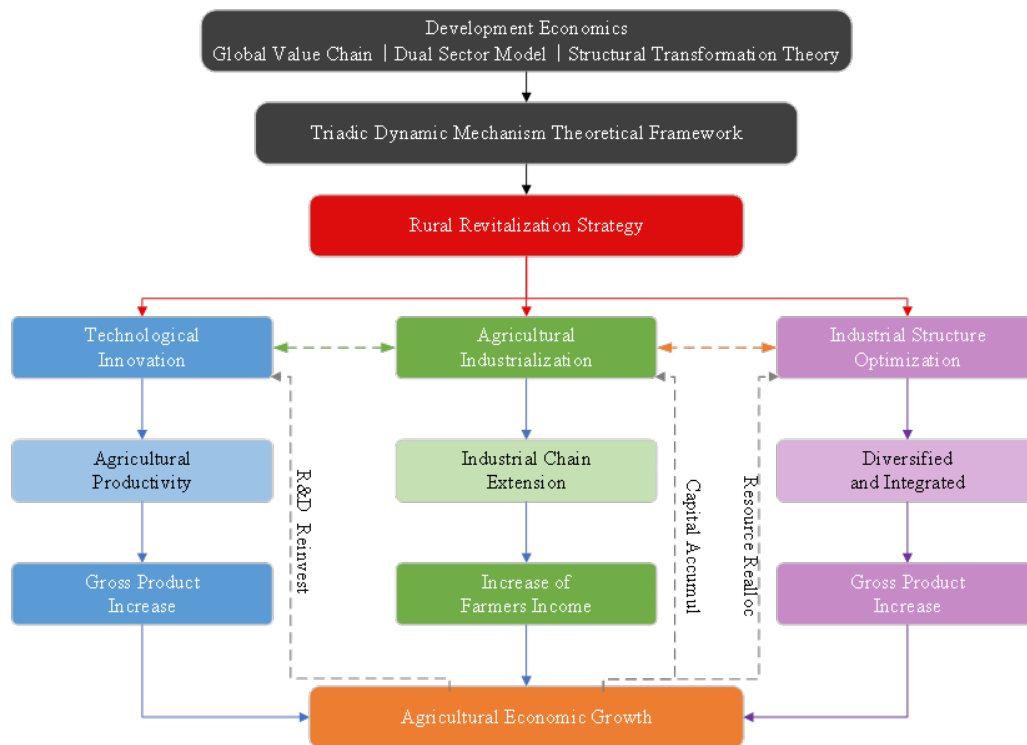 Development Economics
Global Value Chain | Dual Sector Model | Structural Transformation Theory
Triadic Dynamic Mechanism Theoretical Framework
Rural Revitalization Strategy
Technological
Innovation
Agricultural
Industrialization
Industrial Structure
Optimization
Agricultural
Productivity
Industrial Chain
Extension
Diversified
and Integrated
R&D Reinvest
Capital Accumul
Resource Realloc
Gross Product
Increase
Increase of
Farmers Income
Gross Product
Increase
Agricultural Economic Growth